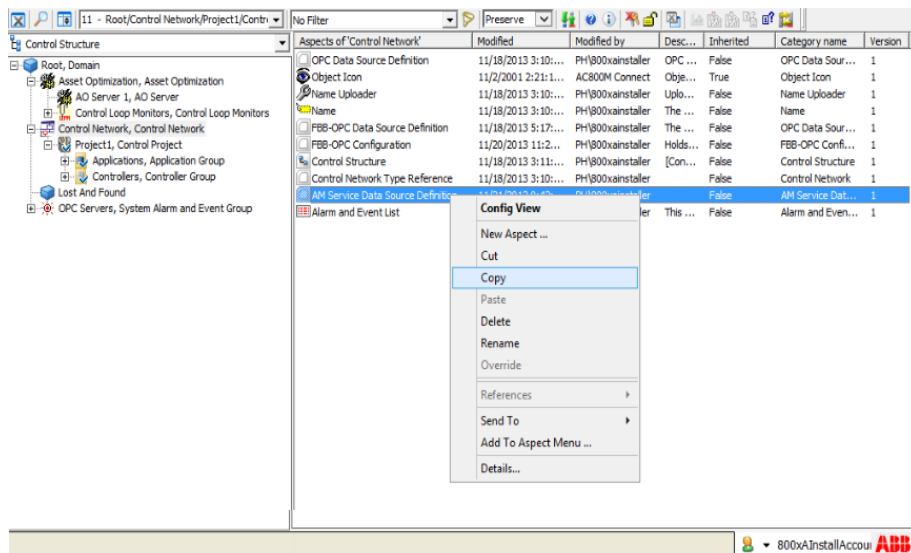 11 - Root/Control Network/Project1/Contr
No Filter
Preserve
Control Structure
Root, Domain
Asset Optimization, Asset Optimization
AO Server 1, AO Server
Control Loop Monitors, Control Loop Monitors
Control Network, Control Network
Project1, Control Project
Applications, Application Group
Controllers, Controller Group
Lost And Found
OPC Servers, System Alarm and Event Group
Aspects of 'Control Network' Modified Modified by Desc... Inherited Category name Version
OPC Data Source Definition 11/18/2013 3:10:... PH\800xainstaller OPC ... False OPC Data Sour... 1
Object Icon 11/2/2001 2:21:1... AC800M Connect Obje... True Object Icon 1
Name Uploader 11/18/2013 3:10:... PH\800xainstaller Uplo... False Name Uploader 1
Name 11/18/2013 3:10:... PH\800xainstaller The ... False Name 1
FBB-OPC Data Source Definition 11/18/2013 5:17:... PH\800xainstaller The ... False OPC Data Sour... 1
FBB-OPC Configuration 11/20/2013 11:2... PH\800xainstaller Holds... False FBB-OPC Confi... 1
Control Structure 11/18/2013 3:11:... PH\800xainstaller [Con... False Control Structure 1
Control Network Type Reference 11/18/2013 3:10:... PH\800xainstaller False Control Network 1
AM Service Data Source Definition False AM Service Dat... 1
Alarm and Event List ler This ... False Alarm and Even... 1
Config View
New Aspect ...
Cut
Copy
Paste
Delete
Rename
Override
References
Send To
Add To Aspect Menu ...
Details...
800xAInstallAccou ABB